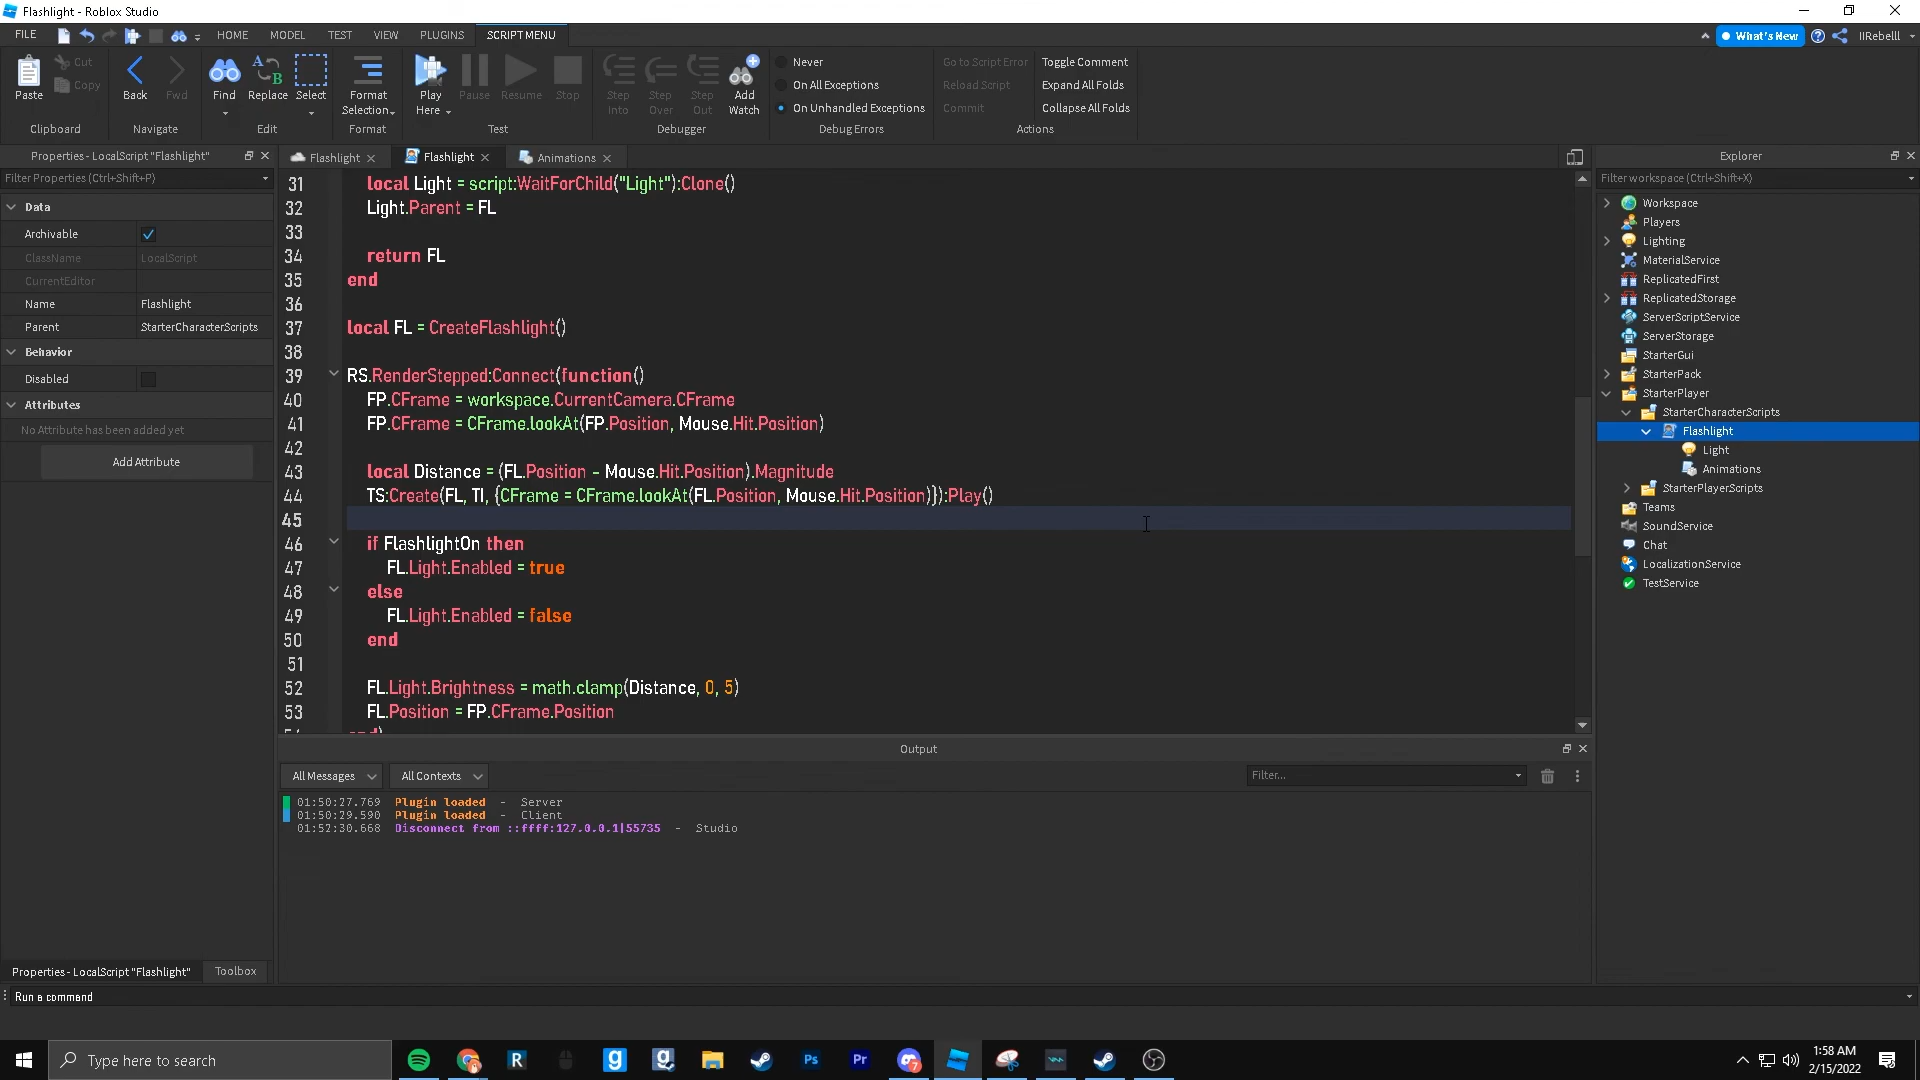 Flashlight - Roblox Studio
FILE
HOME
MODEL
TEST
VIEW
PLUGINS
SCRIPT MENU
What's New
IIRebelll
Paste
Cut
Copy
Clipboard
Back
Fwd
Navigate
Find
Replace
Select
Edit
Format
Selection
Format
Play
Here
Pause
Resume
Stop
Test
Step
Into
Step
Over
Step
Out
Add
Watch
Debugger
Never
On All Exceptions
On Unhandled Exceptions
Debug Errors
Go to Script Error
Reload Script
Commit
Toggle Comment
Expand All Folds
Collapse All Folds
Actions
Properties - LocalScript "Flashlight"
Filter Properties (Ctrl+Shift+P)
Data
Archivable
ClassName LocalScript
CurrentEditor
Name Flashlight
Parent StarterCharacterScripts
Behavior
Disabled
Attributes
No Attribute has been added yet
Add Attribute
Flashlight
Flashlight
Animations
31 local Light = script:WaitForChild("Light"):Clone()
32 Light.Parent = FL
33
34 return FL
35 end
36
37 local FL = CreateFlashlight()
38
39 RS.RenderStepped:Connect(function()
40 FP.CFrame = workspace.CurrentCamera.CFrame
41 FP.CFrame = CFrame.lookAt(FP.Position, Mouse.Hit.Position)
42
43 local Distance = (FL.Position - Mouse.Hit.Position).Magnitude
44 TS:Create(FL, TI, {CFrame = CFrame.lookAt(FL.Position, Mouse.Hit.Position)}):Play()
45
46 if FlashlightOn then
47 FL.Light.Enabled = true
48 else
49 FL.Light.Enabled = false
50 end
51
52 FL.Light.Brightness = math.clamp(Distance, 0, 5)
53 FL.Position = FP.CFrame.Position
Output
All Messages
All Contexts
Filter...
01:50:27.769 Plugin loaded - Server
01:50:29.590 Plugin loaded - Client
01:52:30.668 Disconnect from ::ffff:127.0.0.1|55735 - Studio
Explorer
Filter workspace (Ctrl+Shift+X)
Workspace
Players
Lighting
MaterialService
ReplicatedFirst
ReplicatedStorage
ServerScriptService
ServerStorage
StarterGui
StarterPack
StarterPlayer
StarterCharacterScripts
Flashlight
Light
Animations
StarterPlayerScripts
Teams
SoundService
Chat
LocalizationService
TestService
Properties - LocalScript "Flashlight"
Toolbox
Run a command
Type here to search
R
g
g
Ps
Pr
7
1:58 AM
2/15/2022